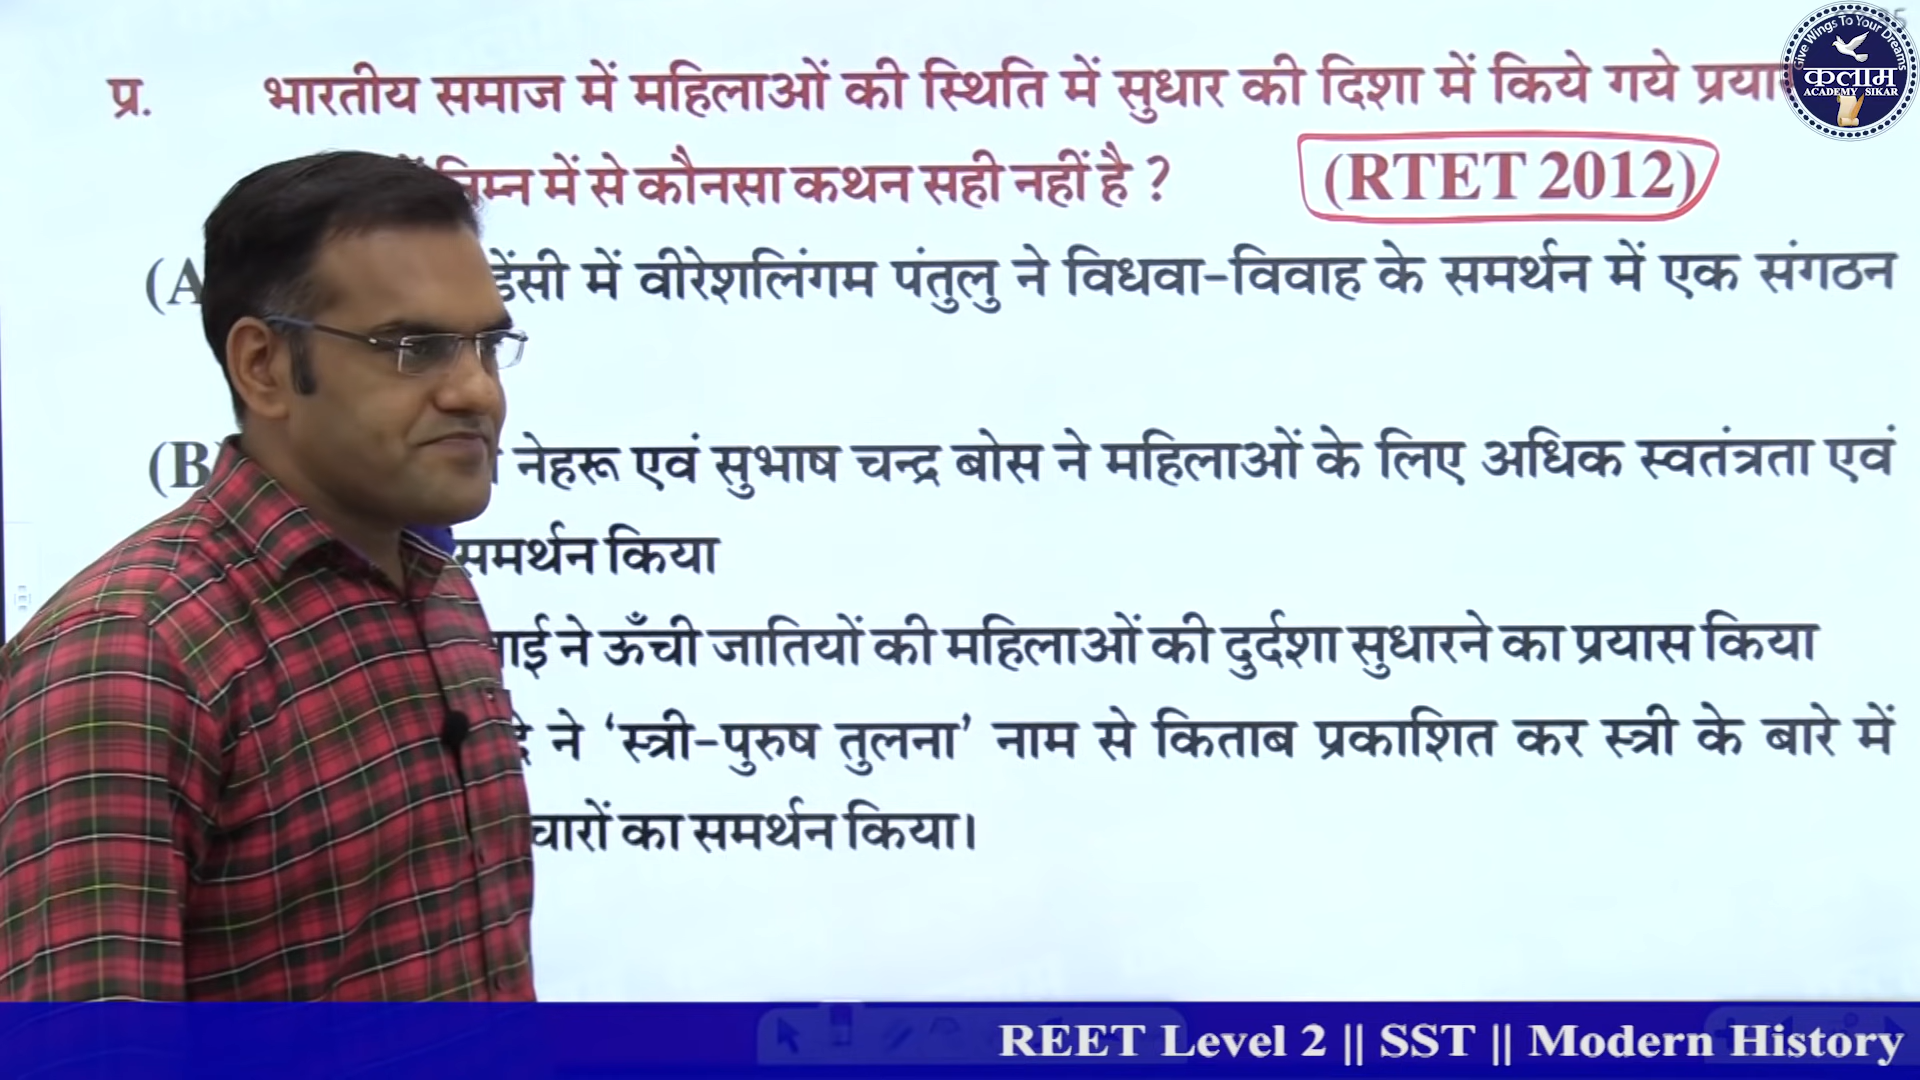 Give Wings To Your Dreams
कलाम
ACADEMY SIKAR
प्र. भारतीय समाज में महिलाओं की स्थिति में सुधार की दिशा में किये गये
में से कौनसा कथन सही नहीं है ? (RTET 2012)
(A में वीरेशलिंगम पंतुलु ने विधवा-विवाह के समर्थन में एक संगठन
(B) नेहरू एवं सुभाष चन्द्र बोस ने महिलाओं के लिए अधिक स्वतंत्रता एवं
समर्थन किया
ने ऊँची जातियों की महिलाओं की दुर्दशा सुधारने का प्रयास किया
ने ‘स्त्री-पुरुष तुलना’ नाम से किताब प्रकाशित कर स्त्री के बारे में
का समर्थन किया।
REET Level 2 || SST || Modern History